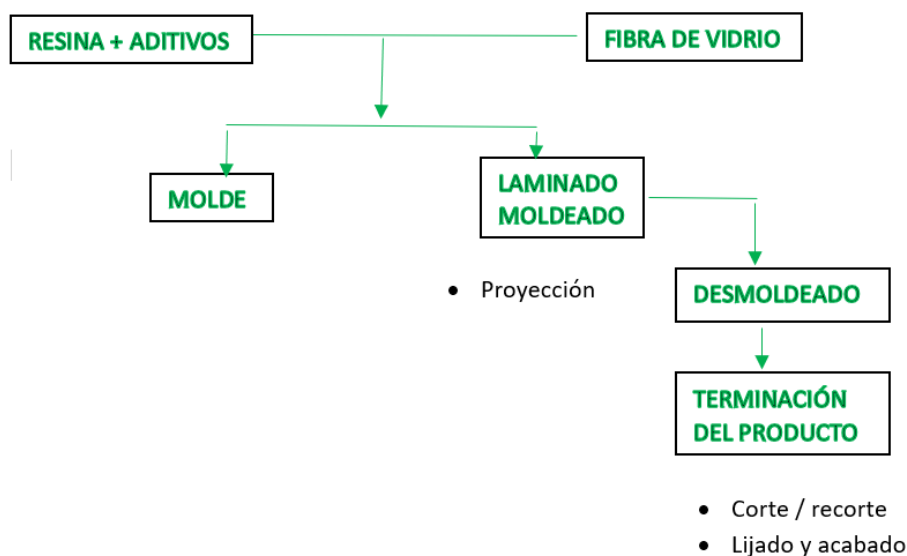 RESINA + ADITIVOS
FIBRA DE VIDRIO
MOLDE
LAMINADO
MOLDEADO
• Proyección
DESMOLDEADO
TERMINACIÓN
DEL PRODUCTO
• Corte / recorte
• Lijado y acabado